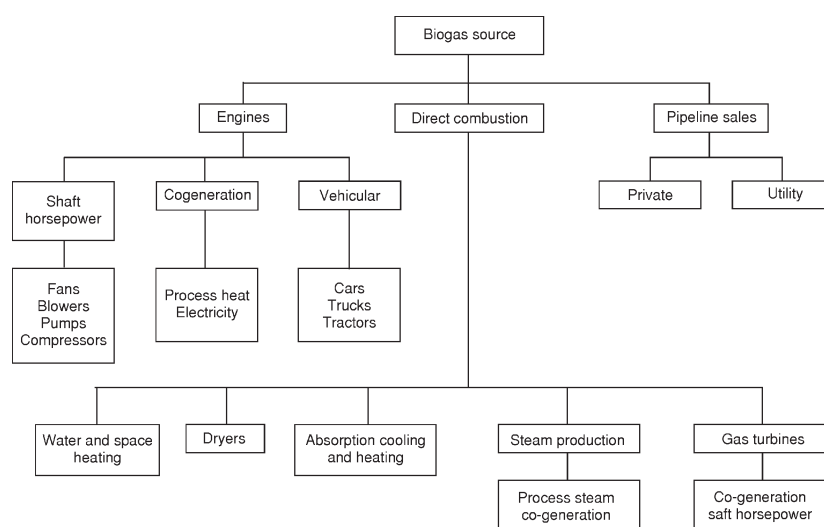 Biogas source
Engines
Direct combustion
Pipeline sales
Shaft
horsepower
Cogeneration
Vehicular
Private
Utility
Fans
Blowers
Pumps
Compressors
Process heat
Electricity
Cars
Trucks
Tractors
Water and space
heating
Dryers
Absorption cooling
and heating
Steam production
Gas turbines
Process steam
co-generation
Co-generation
saft horsepower